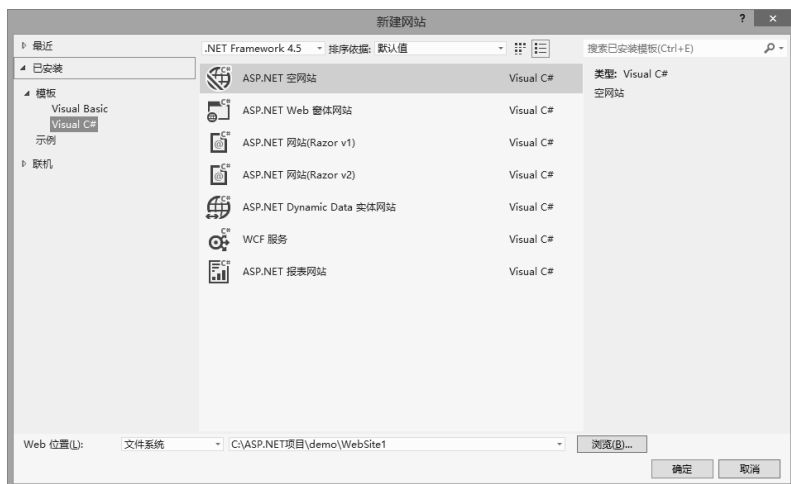 新建网站
? ×
最近
已安装
模板
Visual Basic
Visual C#
示例
联机
.NET Framework 4.5 排序依据: 默认值
C# ASP.NET 空网站 Visual C#
C# ASP.NET Web 窗体网站 Visual C#
C# @ ASP.NET 网站(Razor v1) Visual C#
C# @ ASP.NET 网站(Razor v2) Visual C#
C# ASP.NET Dynamic Data 实体网站 Visual C#
C# WCF 服务 Visual C#
C# ASP.NET 报表网站 Visual C#
搜索已安装模板(Ctrl+E)
类型: Visual C#
空网站
Web 位置(L): 文件系统 C:\ASP.NET项目\demo\WebSite1 浏览(B)...
确定 取消